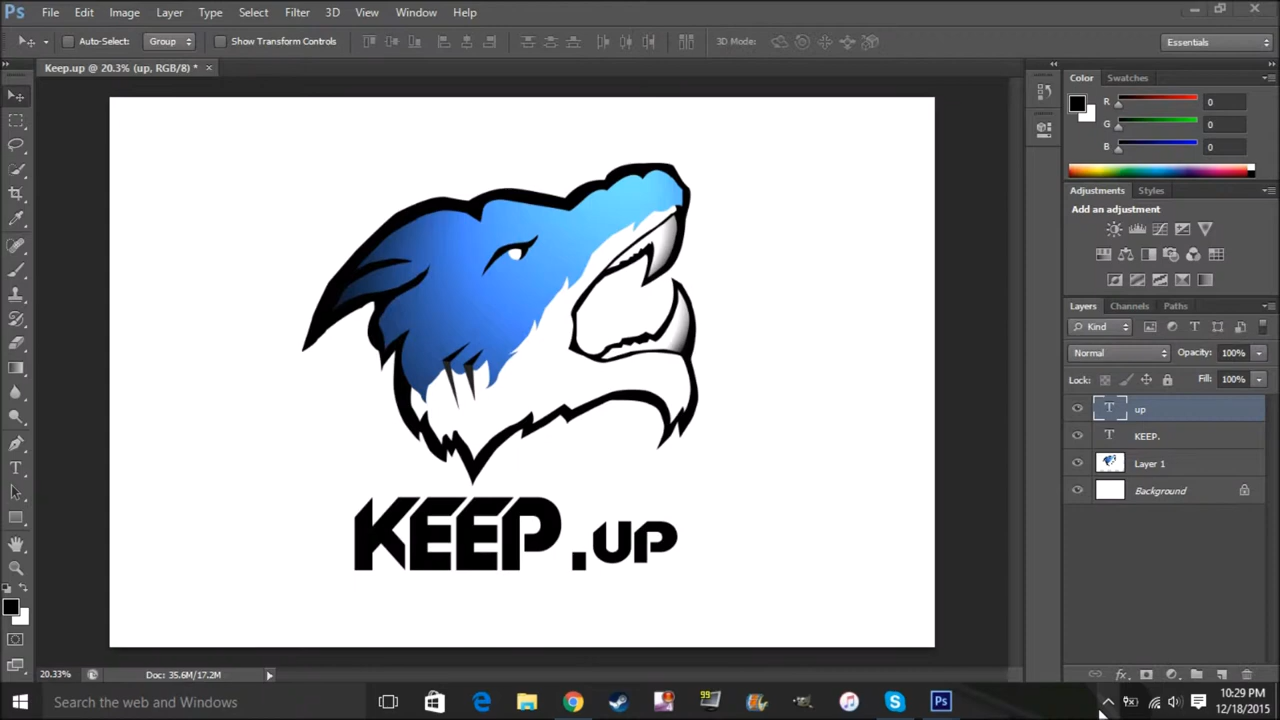 Ps File Edit Image Layer Type Select Filter 3D View Window Help
Auto-Select: Group Show Transform Controls 3D Mode: Essentials
Keep.up @ 20.3% (up, RGB/8) * ×
Color Swatches
R 0
G 0
B 0
Adjustments Styles
Add an adjustment
Layers Channels Paths
Kind T
Normal Opacity: 100%
Lock: Fill: 100%
T up
T KEEP.
Layer 1
Background
KEEP.UP
20.33% Doc: 35.6M/17.2M
Search the web and Windows
99
Ps
10:29 PM
12/18/2015